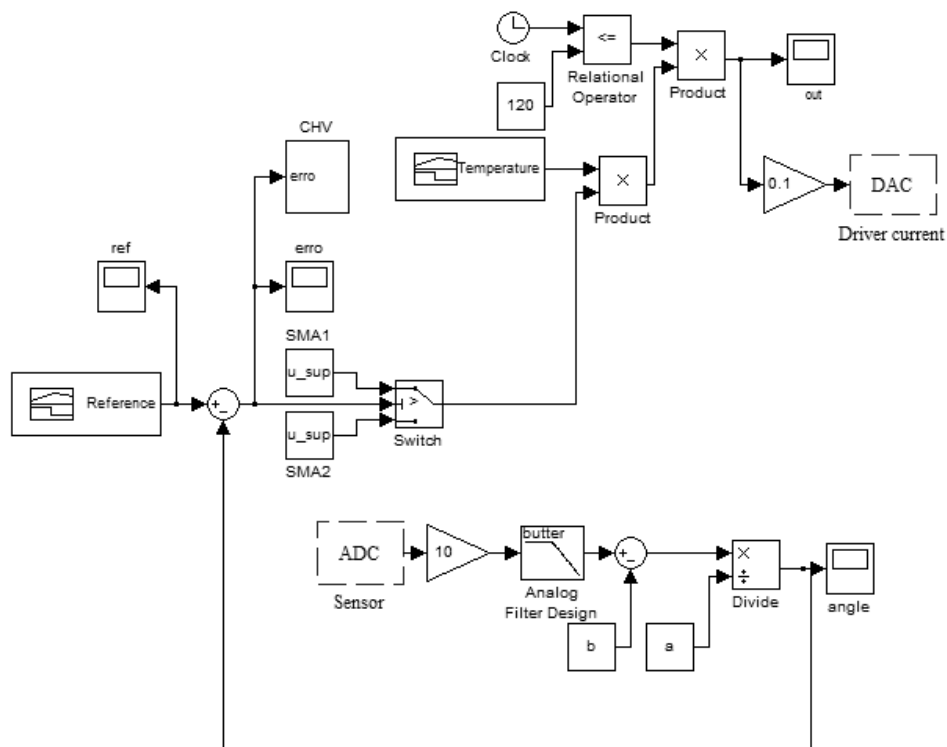 Clock
<=
Relational
Operator
120
×
Product
out
CHV
erro
Temperature
×
Product
0.1
DAC
Driver current
ref
erro
SMA1
u_sup
Reference
+
-
>
Switch
u_sup
SMA2
ADC
Sensor
10
butter
Analog
Filter Design
+
-
×
÷
Divide
angle
b
a